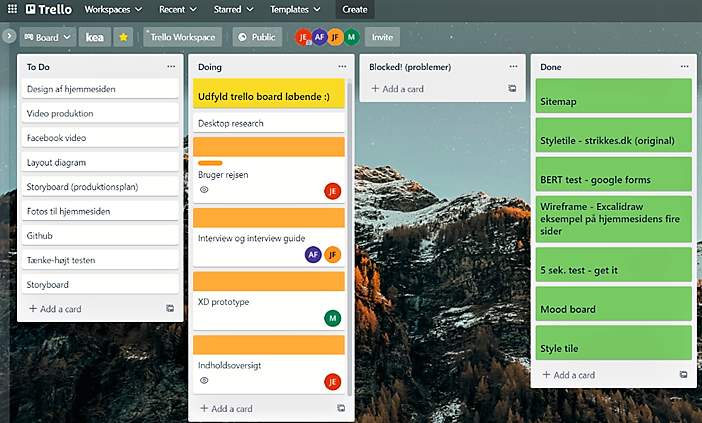 Trello
Workspaces
Recent
Starred
Templates
Create
Board
kea
Trello Workspace
Public
JE
AF
JF
M
Invite
To Do
Design af hjemmesiden
Video produktion
Facebook video
Layout diagram
Storyboard (produktionsplan)
Fotos til hjemmesiden
Github
Tænke-højt testen
Storyboard
+ Add a card
Doing
Udfyld trello board løbende :)
Desktop research
Bruger rejsen
JE
Interview og interview guide
AF JF
XD prototype
M
Indholdsoversigt
JE
+ Add a card
Blocked! (problemer)
+ Add a card
Done
Sitemap
Styletile - strikkes.dk (original)
BERT test - google forms
Wireframe - Excalidraw
eksempel på hjemmesidens fire
sider
5 sek. test - get it
Mood board
Style tile
+ Add a card